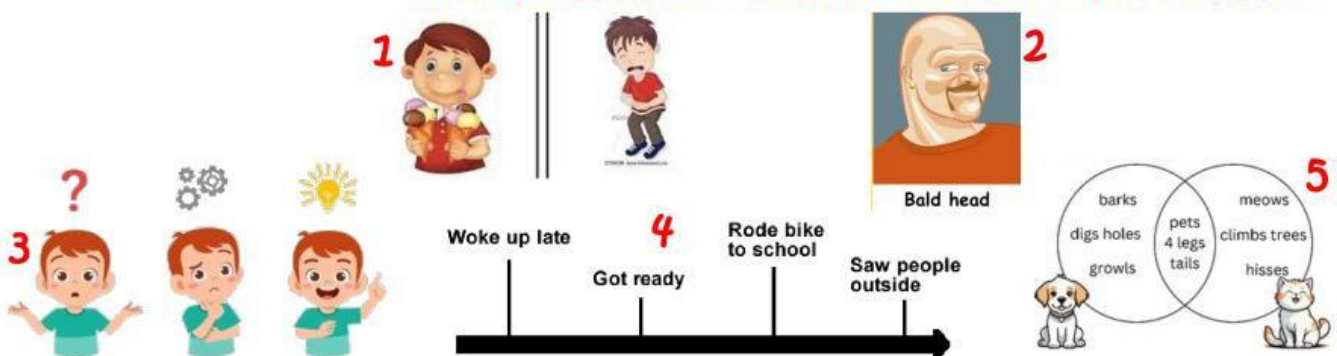 1
2
Bald head
3
?
Woke up late
4
Got ready
Rode bike
to school
Saw people
outside
5
barks
digs holes
growls
pets
4 legs
tails
meows
climbs trees
hisses